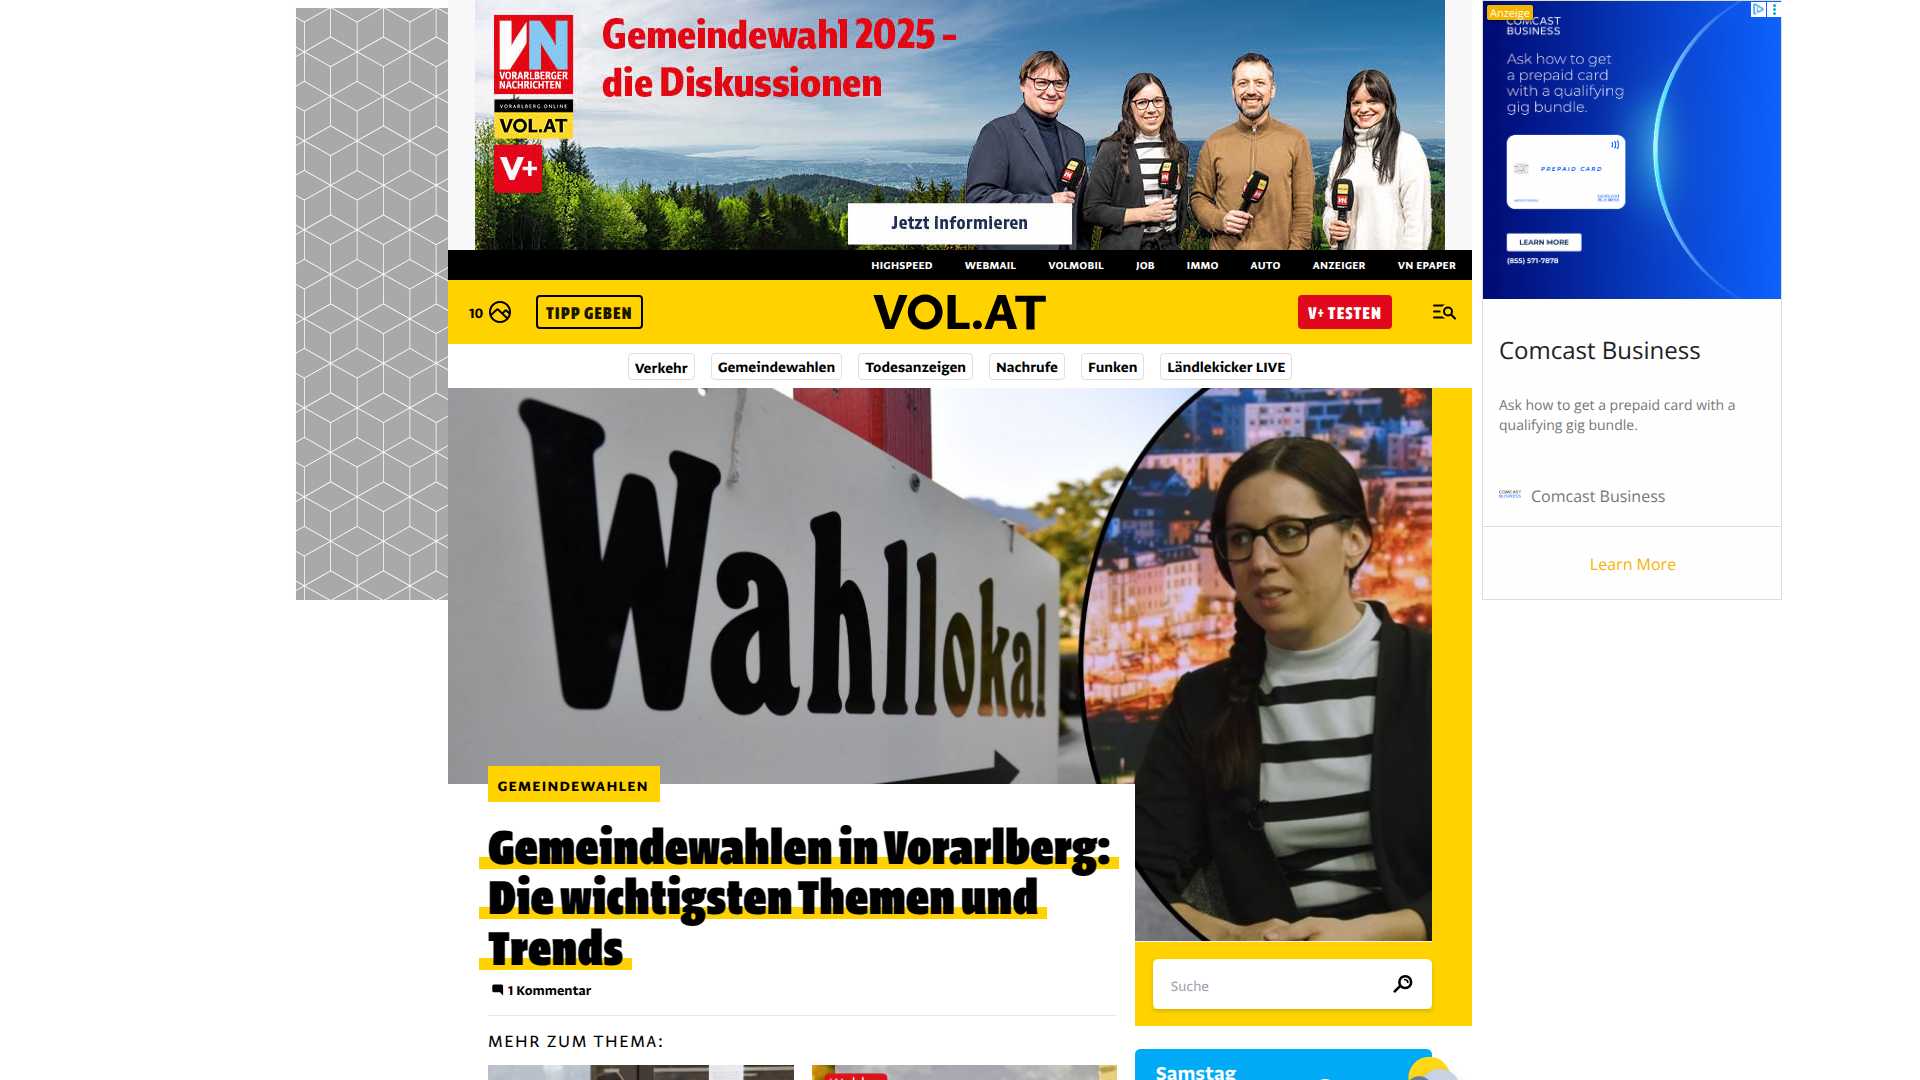 VORARLBERGER
NACHRICHTEN
VORARLBERG ONLINE
VOL.AT
V+
Gemeindewahl 2025 -
die Diskussionen
Jetzt Informieren
Anzeige
COMCAST
BUSINESS
Ask how to get
a prepaid card
with a qualifying
gig bundle.
PREPAID CARD
LEARN MORE
(855) 571-7878
HIGHSPEED
WEBMAIL
VOLMOBIL
JOB
IMMO
AUTO
ANZEIGER
VN EPAPER
10
TIPP GEBEN
VOL.AT
V+ TESTEN
Verkehr
Gemeindewahlen
Todesanzeigen
Nachrufe
Funken
Ländlekicker LIVE
Comcast Business
Ask how to get a prepaid card with a
qualifying gig bundle.
Comcast Business
Learn More
Wahllokal
GEMEINDEWAHLEN
Gemeindewahlen in Vorarlberg:
Die wichtigsten Themen und
Trends
1 Kommentar
MEHR ZUM THEMA:
Suche
Samstag